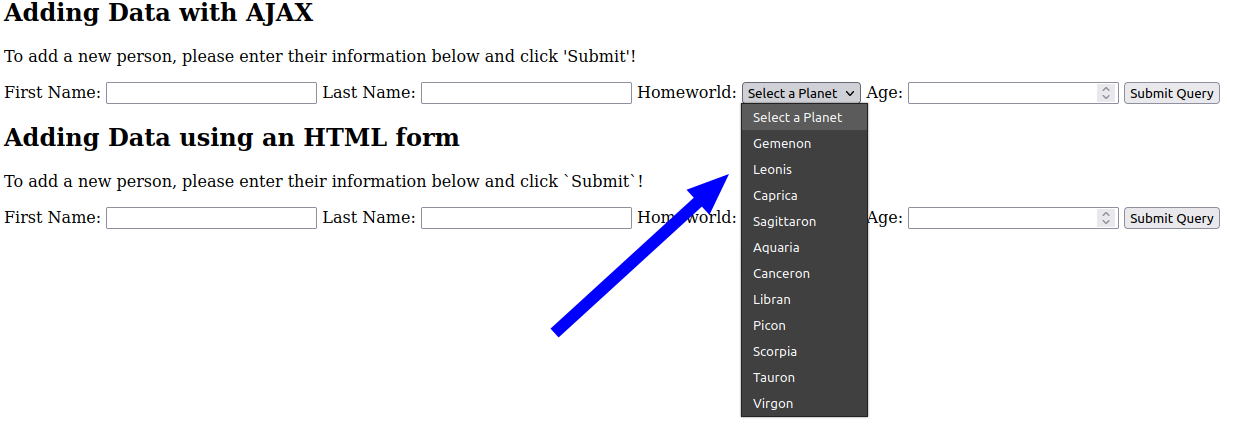 Adding Data with AJAX
To add a new person, please enter their information below and click 'Submit'!
First Name: Last Name: Homeworld: Select a Planet Age: Submit Query
Select a Planet
Gemenon
Leonis
Caprica
Sagittaron
Aquaria
Canceron
Libran
Picon
Scorpia
Tauron
Virgon
Adding Data using an HTML form
To add a new person, please enter their information below and click `Submit`!
First Name: Last Name: Homeworld: Age: Submit Query